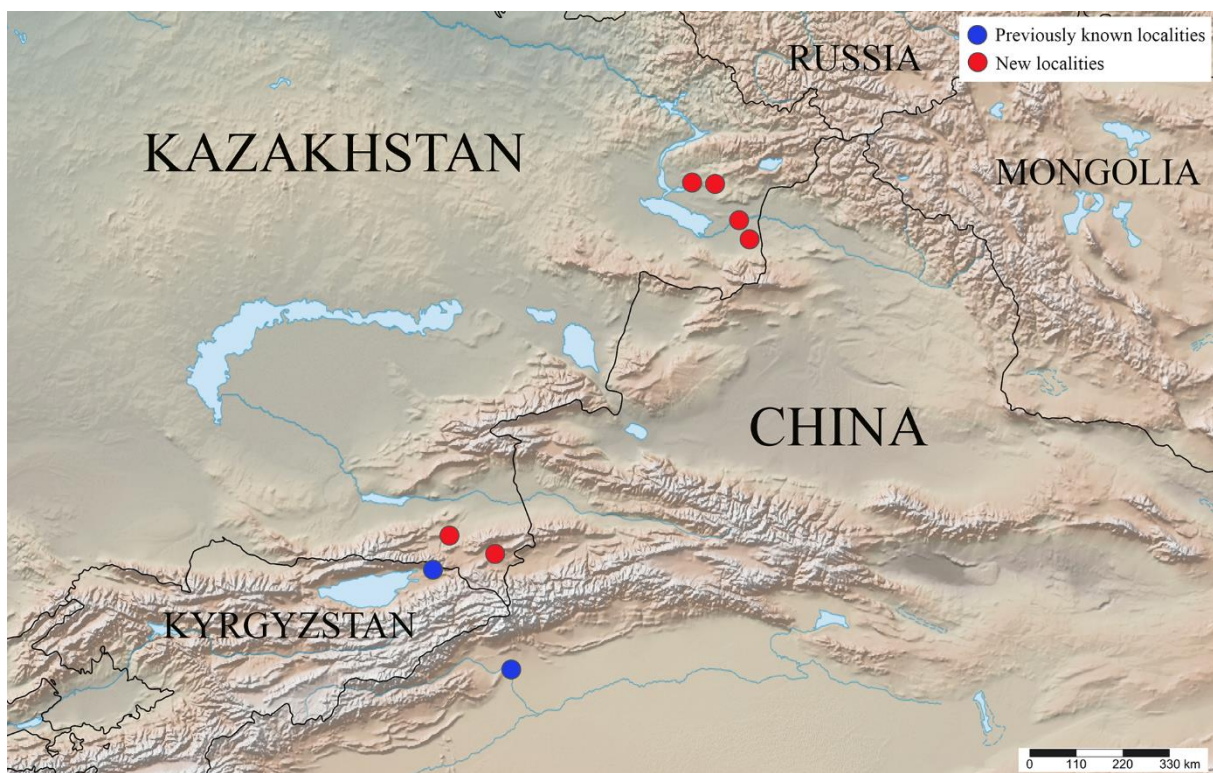 Previously known localities
New localities
RUSSIA
KAZAKHSTAN
MONGOLIA
CHINA
KYRGYZSTAN
0 110 220 330 km